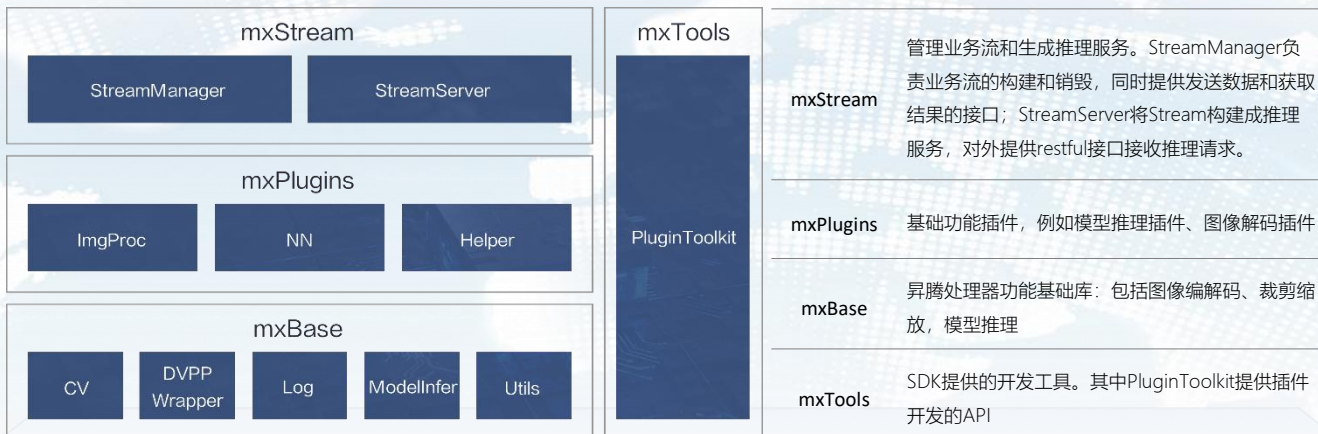 mxStream
StreamManager
StreamServer
mxPlugins
ImgProc
NN
Helper
mxBase
CV
DVPP
Wrapper
Log
ModelInfer
Utils
mxTools
PluginToolkit
mxStream
管理业务流和生成推理服务。StreamManager负
责业务流的构建和销毁，同时提供发送数据和获取
结果的接口；StreamServer将Stream构建成推理
服务，对外提供restful接口接收推理请求。
mxPlugins
基础功能插件，例如模型推理插件、图像解码插件
mxBase
昇腾处理器功能基础库：包括图像编解码、裁剪缩
放，模型推理
mxTools
SDK提供的开发工具。其中PluginToolkit提供插件
开发的API